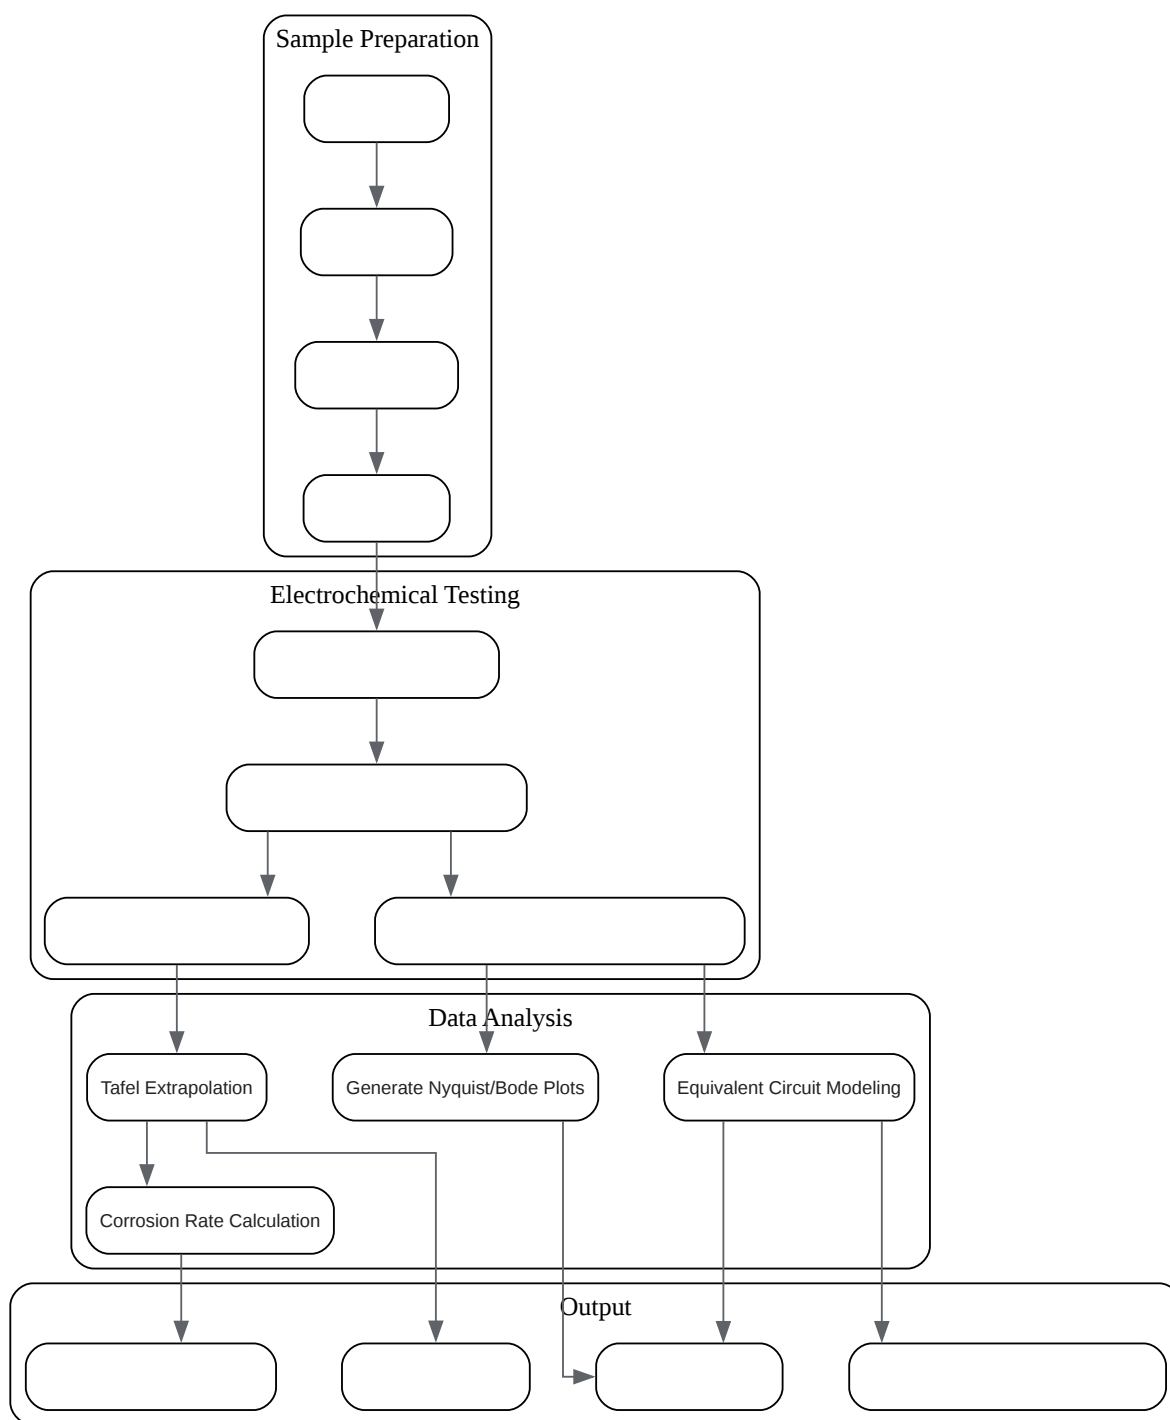 Sample Preparation
Electrochemical Testing
Data Analysis
Tafel Extrapolation
Generate Nyquist/Bode Plots
Equivalent Circuit Modeling
Corrosion Rate Calculation
Output